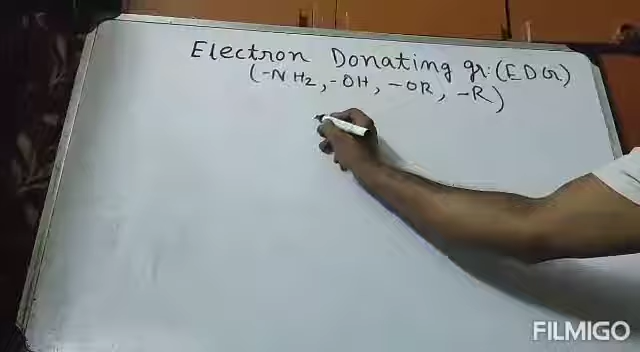 Electron Donating gr: (EDG)
(-NH2, -OH, -OR, -R)
FILMIGO